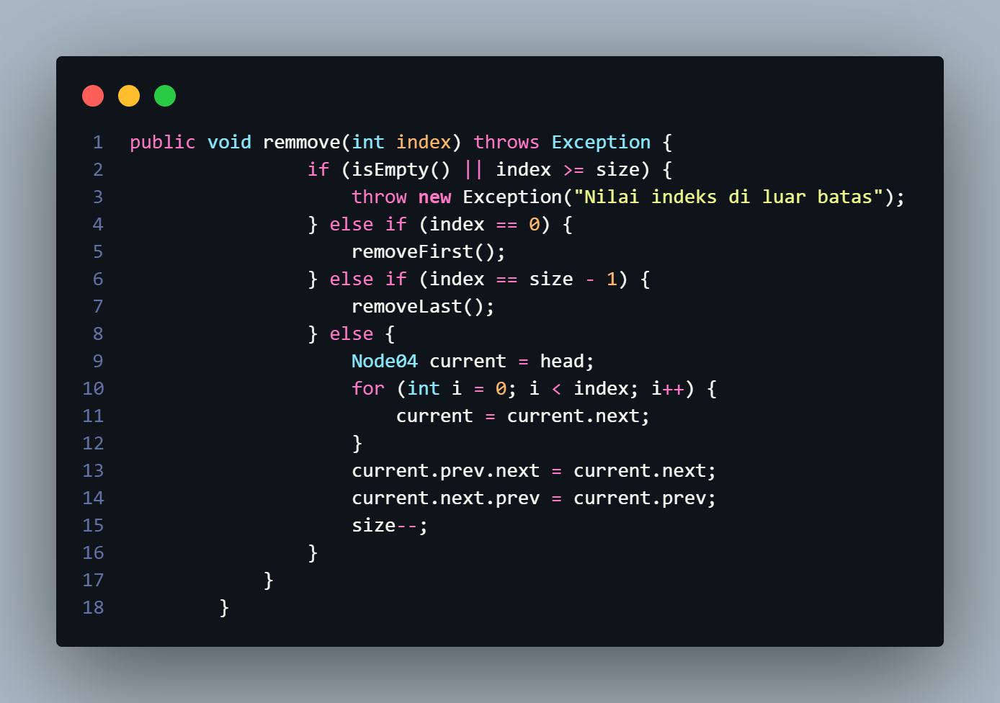 1 public void remmove(int index) throws Exception {
2 if (isEmpty() || index >= size) {
3 throw new Exception("Nilai indeks di luar batas");
4 } else if (index == 0) {
5 removeFirst();
6 } else if (index == size - 1) {
7 removeLast();
8 } else {
9 Node04 current = head;
10 for (int i = 0; i < index; i++) {
11 current = current.next;
12 }
13 current.prev.next = current.next;
14 current.next.prev = current.prev;
15 size--;
16 }
17 }
18 }